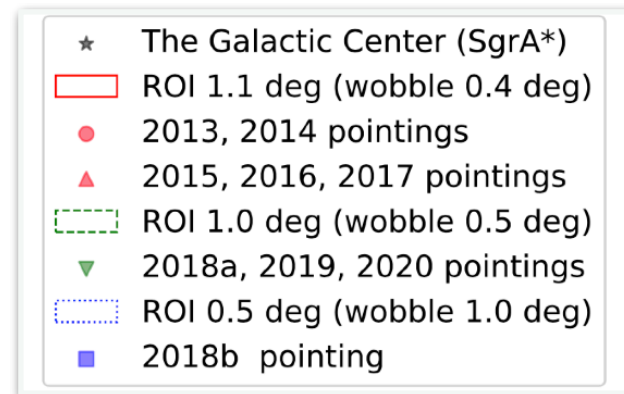 The Galactic Center (SgrA*)
ROI 1.1 deg (wobble 0.4 deg)
2013, 2014 pointings
2015, 2016, 2017 pointings
ROI 1.0 deg (wobble 0.5 deg)
2018a, 2019, 2020 pointings
ROI 0.5 deg (wobble 1.0 deg)
2018b  pointing